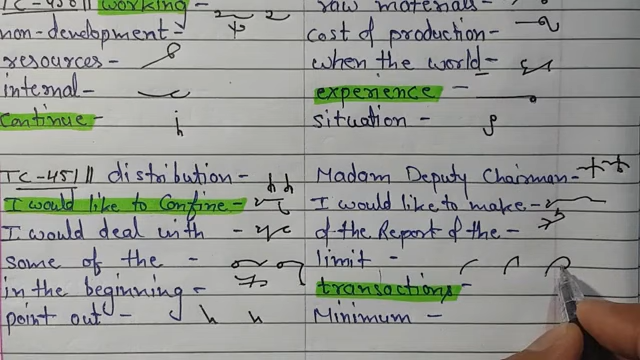 TC-450|| working -
non-development -
resources -
internal -
Continue -
raw materials -
cost of production -
when the world -
experience -
situation -
TC-451|| distribution -
I would like to Confine -
I would deal with -
some of the -
in the beginning -
point out -
Madam Deputy Chairman -
I would like to make -
of the Report of the -
limit -
transactions -
Minimum -